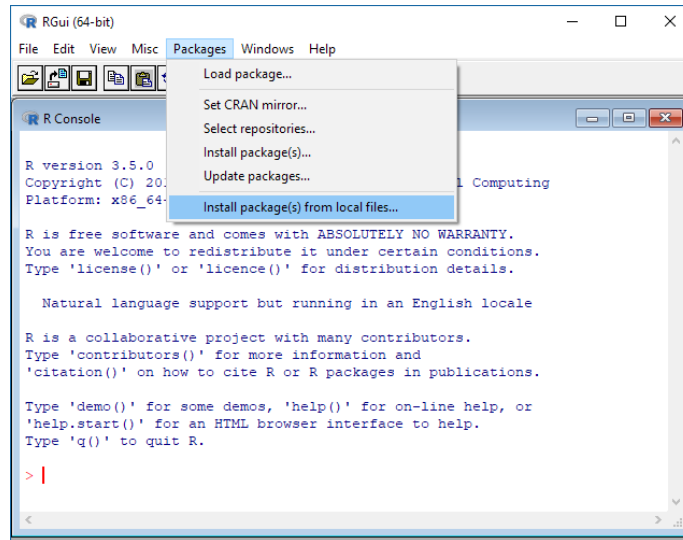 RGui (64-bit)
File Edit View Misc Packages Windows Help
Load package...
Set CRAN mirror...
Select repositories...
Install package(s)...
Update packages...
Install package(s) from local files...
R Console
R version 3.5.0
Copyright (C) Computing
Platform:
R is free software and comes with ABSOLUTELY NO WARRANTY.
You are welcome to redistribute it under certain conditions.
Type 'license()' or 'licence()' for distribution details.
Natural language support but running in an English locale
R is a collaborative project with many contributors.
Type 'contributors()' for more information and
'citation()' on how to cite R or R packages in publications.
Type 'demo()' for some demos, 'help()' for on-line help, or
'help.start()' for an HTML browser interface to help.
Type 'q()' to quit R.
>